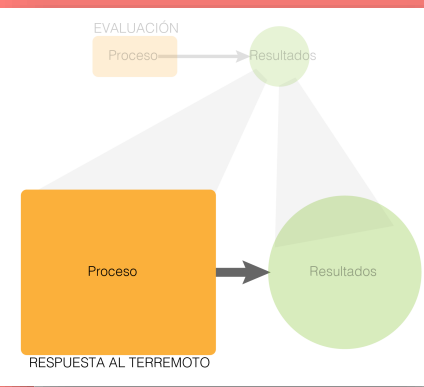 EVALUACIÓN
Proceso
Resultados
Proceso
Resultados
RESPUESTA AL TERREMOTO